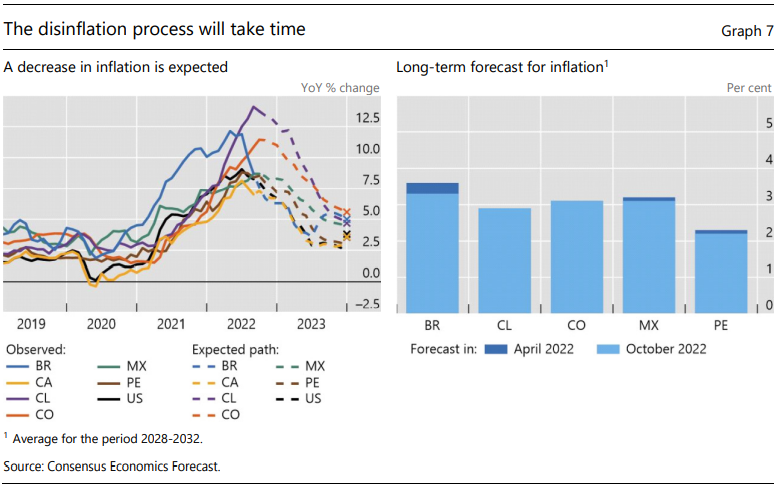 The disinflation process will take time
Graph 7
A decrease in inflation is expected
YoY % change
12.5
10.0
7.5
5.0
2.5
0.0
–2.5
2019 2020 2021 2022 2023
Observed:
BR MX
CA PE
CL US
CO
Expected path:
BR MX
CA PE
CL US
CO
Long-term forecast for inflation¹
Per cent
5
4
3
2
1
0
BR CL CO MX PE
Forecast in: April 2022 October 2022
¹ Average for the period 2028-2032.
Source: Consensus Economics Forecast.